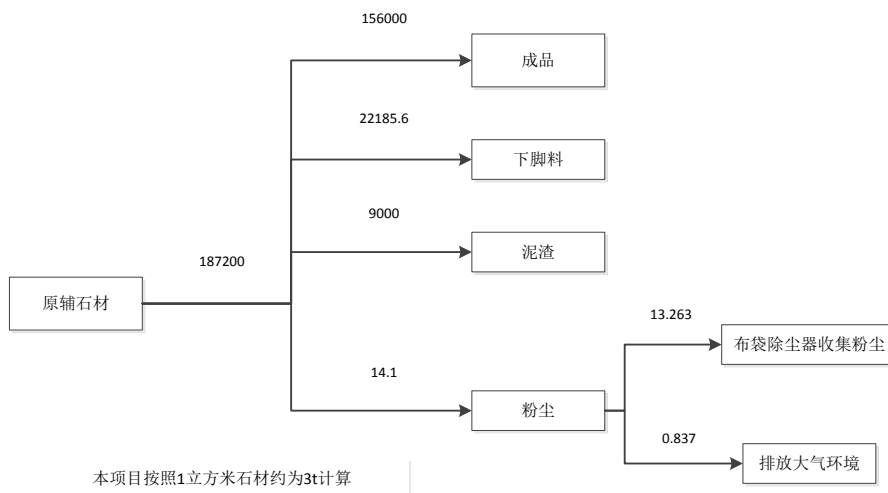 156000
成品
22185.6
下脚料
9000
泥渣
187200
原辅石材
13.263
布袋除尘器收集粉尘
14.1
粉尘
0.837
排放大气环境
本项目按照1立方米石材约为3t计算